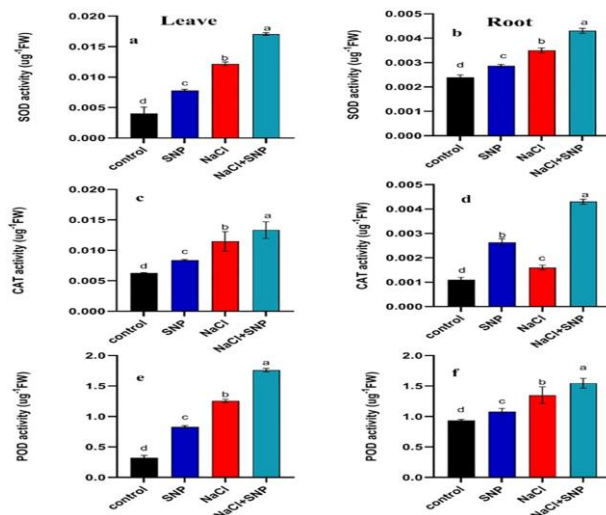 Leave
a
SOD activity (ug⁻¹FW)
0.020
0.015
0.010
0.005
0.000
d
c
b
a
control
SNP
NaCl
NaCl+SNP
Root
b
SOD activity (ug⁻¹FW)
0.005
0.004
0.003
0.002
0.001
0.000
d
c
b
a
control
SNP
NaCl
NaCl+SNP
c
CAT activity (ug⁻¹FW)
0.020
0.015
0.010
0.005
0.000
d
c
b
a
control
SNP
NaCl
NaCl+SNP
d
CAT activity (ug⁻¹FW)
0.005
0.004
0.003
0.002
0.001
0.000
d
b
c
a
control
SNP
NaCl
NaCl+SNP
e
POD activity (ug⁻¹FW)
2.0
1.5
1.0
0.5
0.0
d
c
b
a
control
SNP
NaCl
NaCl+SNP
f
POD activity (ug⁻¹FW)
2.0
1.5
1.0
0.5
0.0
d
c
b
a
control
SNP
NaCl
NaCl+SNP